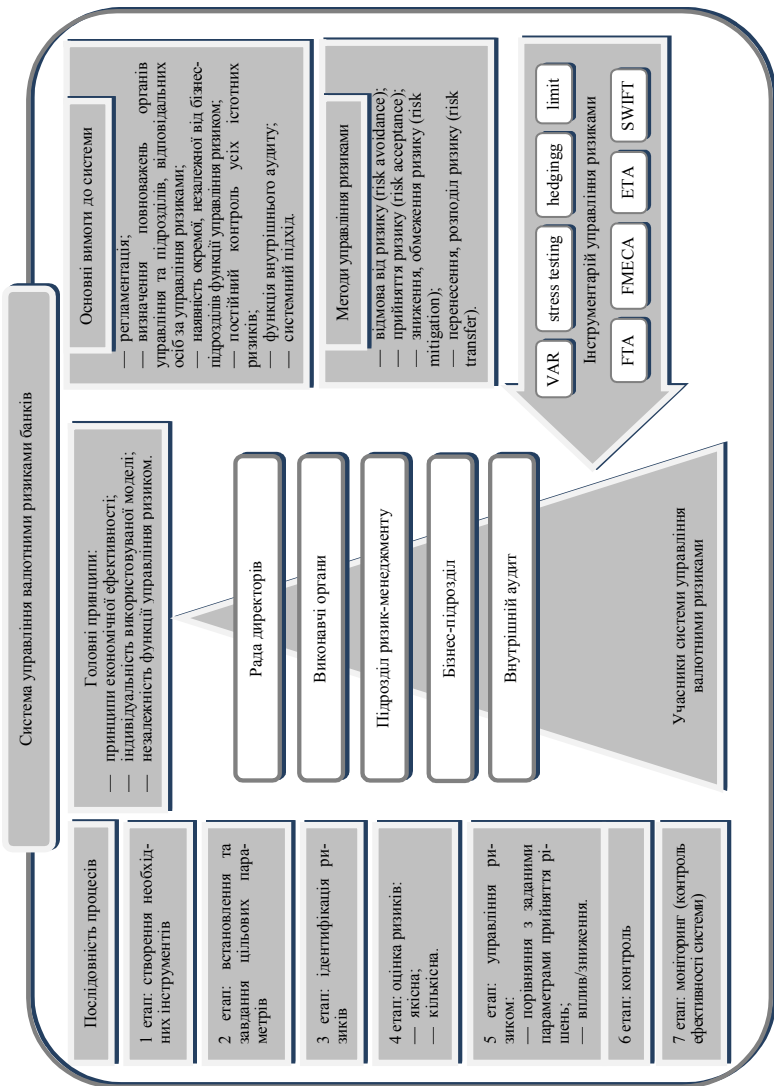 Система управління валютними ризиками банків
Послідовність процесів
1 етап: створення необхід-
них інструментів
2 етап: встановлення та
завдання цільових пара-
метрів
3 етап: ідентифікація ри-
зиків
4 етап: оцінка ризиків:
— якісна;
— кількісна.
5 етап: управління ри-
зиком:
— порівняння з заданими
параметрами прийняття рі-
шень;
— вплив/зниження.
6 етап: контроль
7 етап: моніторинг (контроль
ефективності системи)
Головні принципи:
— принципи економічної ефективності;
— індивідуальність використовуваної моделі;
— незалежність функції управління ризиком.
Рада директорів
Виконавчі органи
Підрозділ ризик-менеджменту
Бізнес-підрозділ
Внутрішній аудит
Учасники системи управління
валютними ризиками
Основні вимоги до системи
— регламентація;
— визначення повноважень органів
управління та підрозділів, відповідальних
осіб за управління ризиками;
— наявність окремої, незалежної від бізнес-
підрозділів функції управління ризиком;
— постійний контроль усіх істотних
ризиків;
— функція внутрішнього аудиту;
— системний підхід.
Методи управління ризиками
— відмова від ризику (risk avoidance);
— прийняття ризику (risk acceptance);
— зниження, обмеження ризику (risk
mitigation);
— перенесення, розподіл ризику (risk
transfer).
VAR
stress testing
hedgingg
limit
Інструментарій управління ризиками
FTA
FMECA
ETA
SWIFT